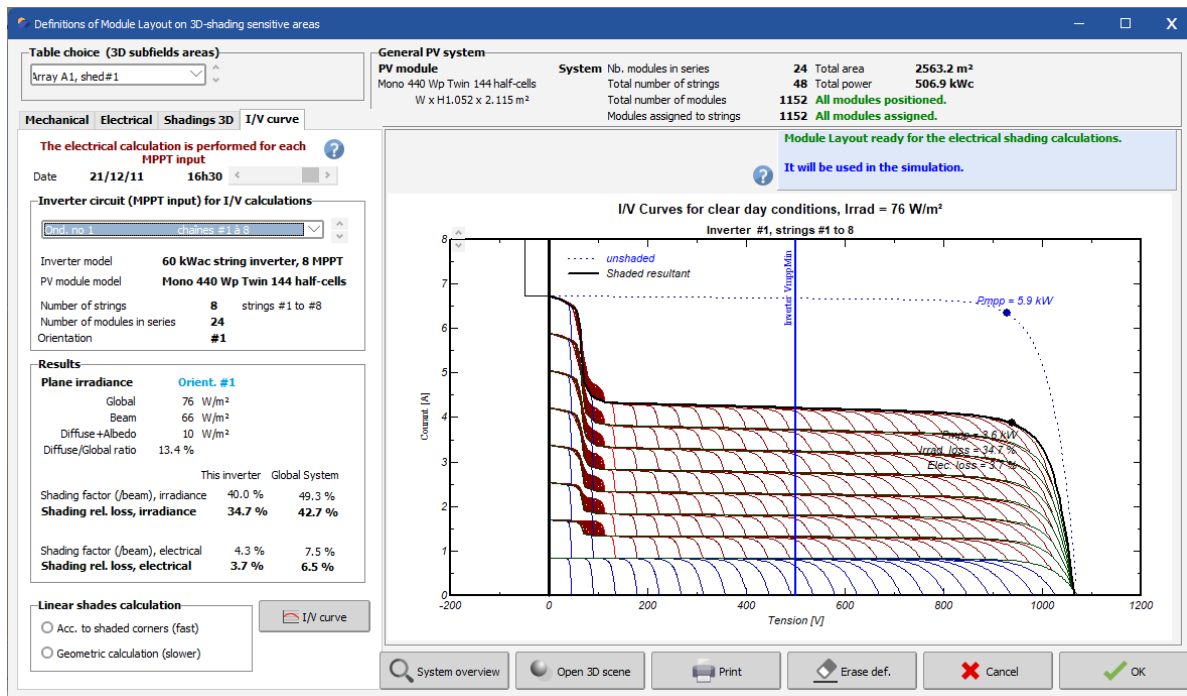 Definitions of Module Layout on 3D-shading sensitive areas
Table choice (3D subfields areas)
Array A1, shed#1
General PV system
PV module
Mono 440 Wp Twin 144 half-cells
W x H1.052 x 2.115 m²
System Nb. modules in series 24 Total area 2563.2 m²
Total number of strings 48 Total power 506.9 kWc
Total number of modules 1152 All modules positioned.
Modules assigned to strings 1152 All modules assigned.
Mechanical Electrical Shadings 3D I/V curve
The electrical calculation is performed for each
MPPT input
Date 21/12/11 16h30
Inverter circuit (MPPT input) for I/V calculations
Ond. no 1 chaînes #1 à 8
Inverter model 60 kWac string inverter, 8 MPPT
PV module model Mono 440 Wp Twin 144 half-cells
Number of strings 8 strings #1 to #8
Number of modules in series 24
Orientation #1
Results
Plane irradiance Orient. #1
Global 76 W/m²
Beam 66 W/m²
Diffuse+Albedo 10 W/m²
Diffuse/Global ratio 13.4 %
This inverter Global System
Shading factor (/beam), irradiance 40.0 % 49.3 %
Shading rel. loss, irradiance 34.7 % 42.7 %
Shading factor (/beam), electrical 4.3 % 7.5 %
Shading rel. loss, electrical 3.7 % 6.5 %
Linear shades calculation
Acc. to shaded corners (fast)
Geometric calculation (slower)
I/V curve
Module Layout ready for the electrical shading calculations.
It will be used in the simulation.
I/V Curves for clear day conditions, Irrad = 76 W/m²
Inverter #1, strings #1 to 8
unshaded
Shaded resultant
Inverter VmppMin
Pmpp = 5.9 kW
Pmpp = 3.6 kW
Irrad. loss = 34.7 %
Elec. loss = 3.7 %
Courant [A]
8
7
6
5
4
3
2
1
0
-200 0 200 400 600 800 1000 1200
Tension [V]
System overview Open 3D scene Print Erase def. Cancel OK